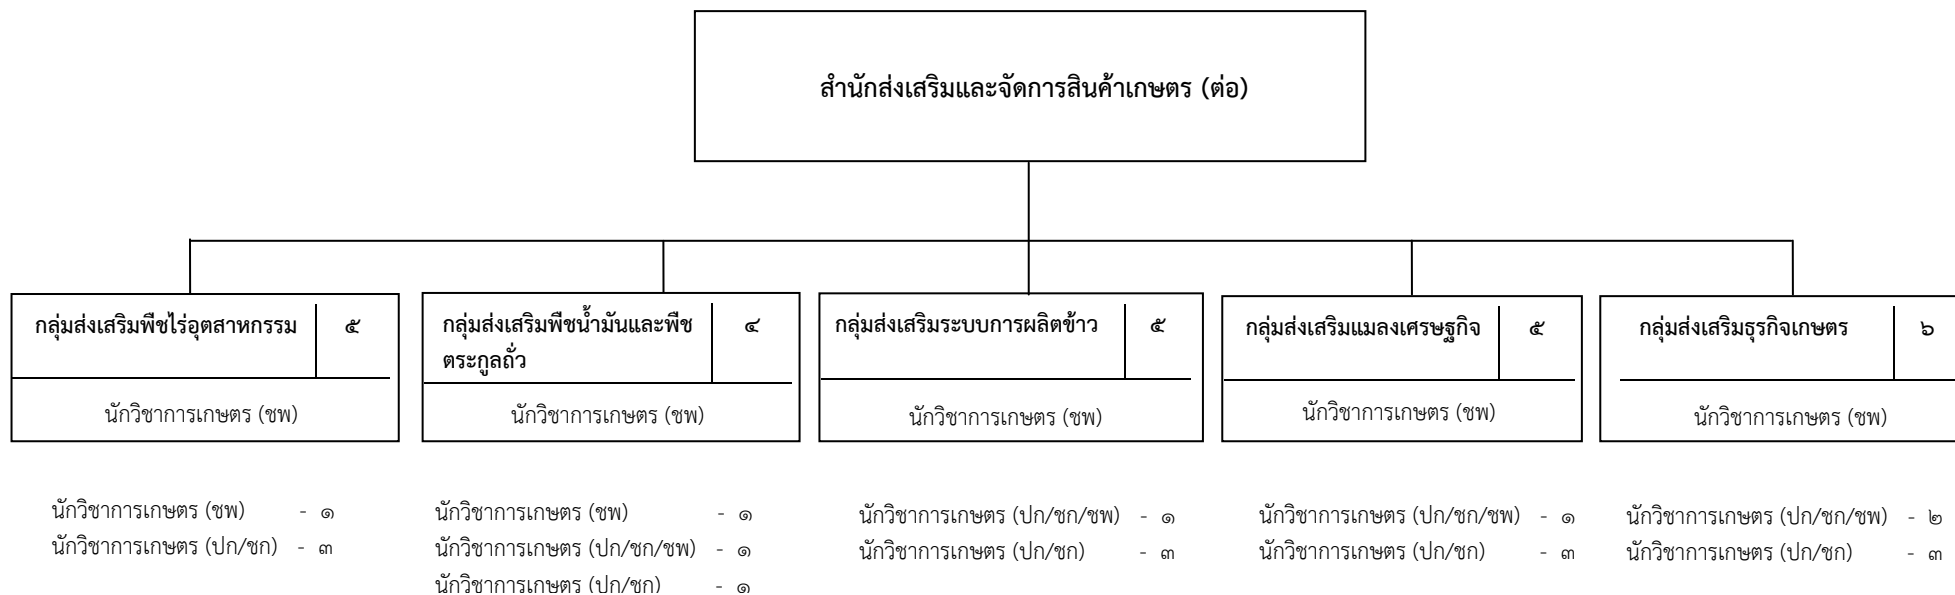 สำนักส่งเสริมและจัดการสินค้าเกษตร (ต่อ)
กลุ่มส่งเสริมพืชไร่อุตสาหกรรม ๕
นักวิชาการเกษตร (ชพ)
นักวิชาการเกษตร (ชพ) - ๑
นักวิชาการเกษตร (ปก/ชก) - ๓
กลุ่มส่งเสริมพืชน้ำมันและพืช ๔
ตระกูลถั่ว
นักวิชาการเกษตร (ชพ)
นักวิชาการเกษตร (ชพ) - ๑
นักวิชาการเกษตร (ปก/ชก/ชพ) - ๑
นักวิชาการเกษตร (ปก/ชก) - ๑
กลุ่มส่งเสริมระบบการผลิตข้าว ๕
นักวิชาการเกษตร (ชพ)
นักวิชาการเกษตร (ปก/ชก/ชพ) - ๑
นักวิชาการเกษตร (ปก/ชก) - ๓
กลุ่มส่งเสริมแมลงเศรษฐกิจ ๕
นักวิชาการเกษตร (ชพ)
นักวิชาการเกษตร (ปก/ชก/ชพ) - ๑
นักวิชาการเกษตร (ปก/ชก) - ๓
กลุ่มส่งเสริมธุรกิจเกษตร ๖
นักวิชาการเกษตร (ชพ)
นักวิชาการเกษตร (ปก/ชก/ชพ) - ๒
นักวิชาการเกษตร (ปก/ชก) - ๓